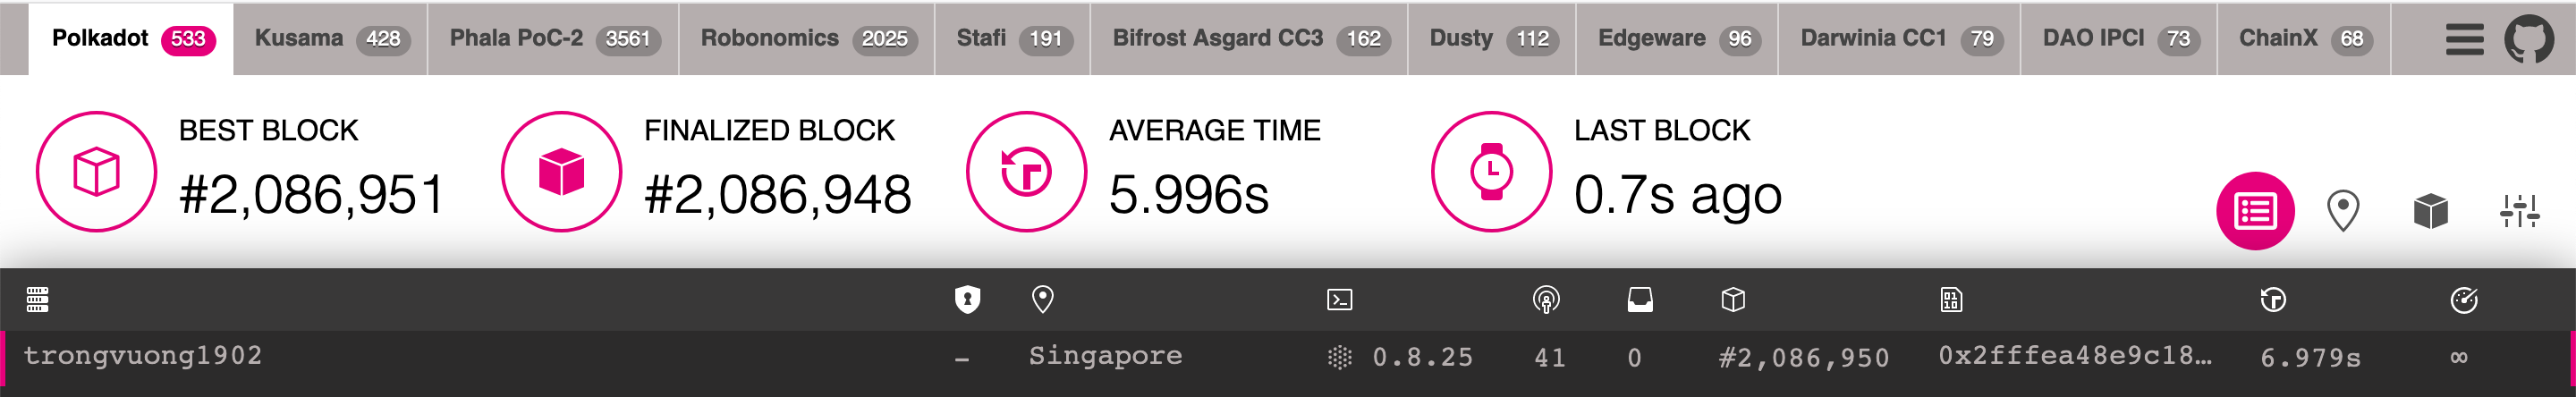 Polkadot 533 Kusama 428 Phala PoC-2 3561 Robonomics 2025 Stafi 191 Bifrost Asgard CC3 162 Dusty 112 Edgeware 96 Darwinia CC1 79 DAO IPCI 73 ChainX 68
BEST BLOCK FINALIZED BLOCK AVERAGE TIME LAST BLOCK
#2,086,951 #2,086,948 5.996s 0.7s ago
trongvuong1902 – Singapore 0.8.25 41 0 #2,086,950 0x2fffea48e9c18… 6.979s ∞